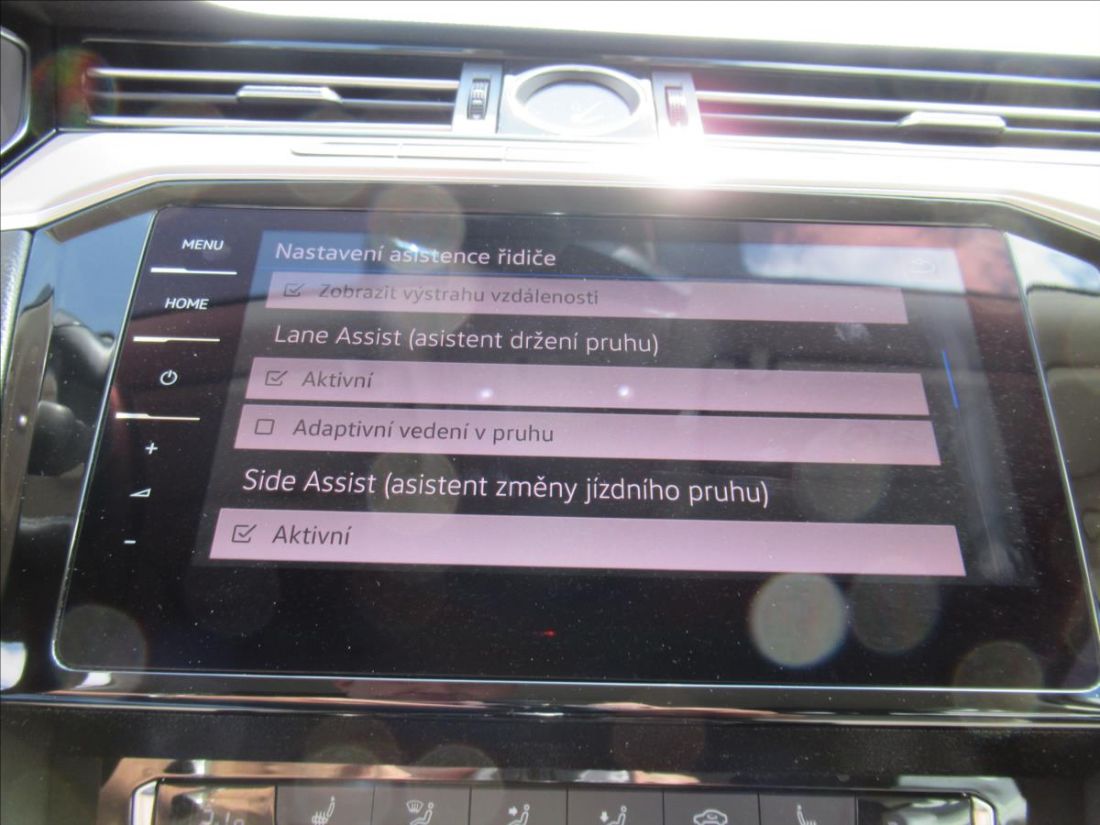 MENU
Nastavení asistence řidiče
Zobrazit výstrahu vzdálenosti
HOME
Lane Assist (asistent držení pruhu)
Aktivní
Adaptivní vedení v pruhu
+
Side Assist (asistent změny jízdního pruhu)
Aktivní
-